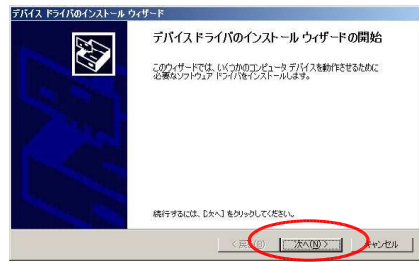 デバイス ドライバのインストール ウィザード
デバイス ドライバのインストール ウィザードの開始
このウィザードでは、いくつかのコンピュータ デバイスを動作させるために
必要なソフトウェア ドライバをインストールします。
続行するには、[次へ] をクリックしてください。
次へ(N) >
キャンセル